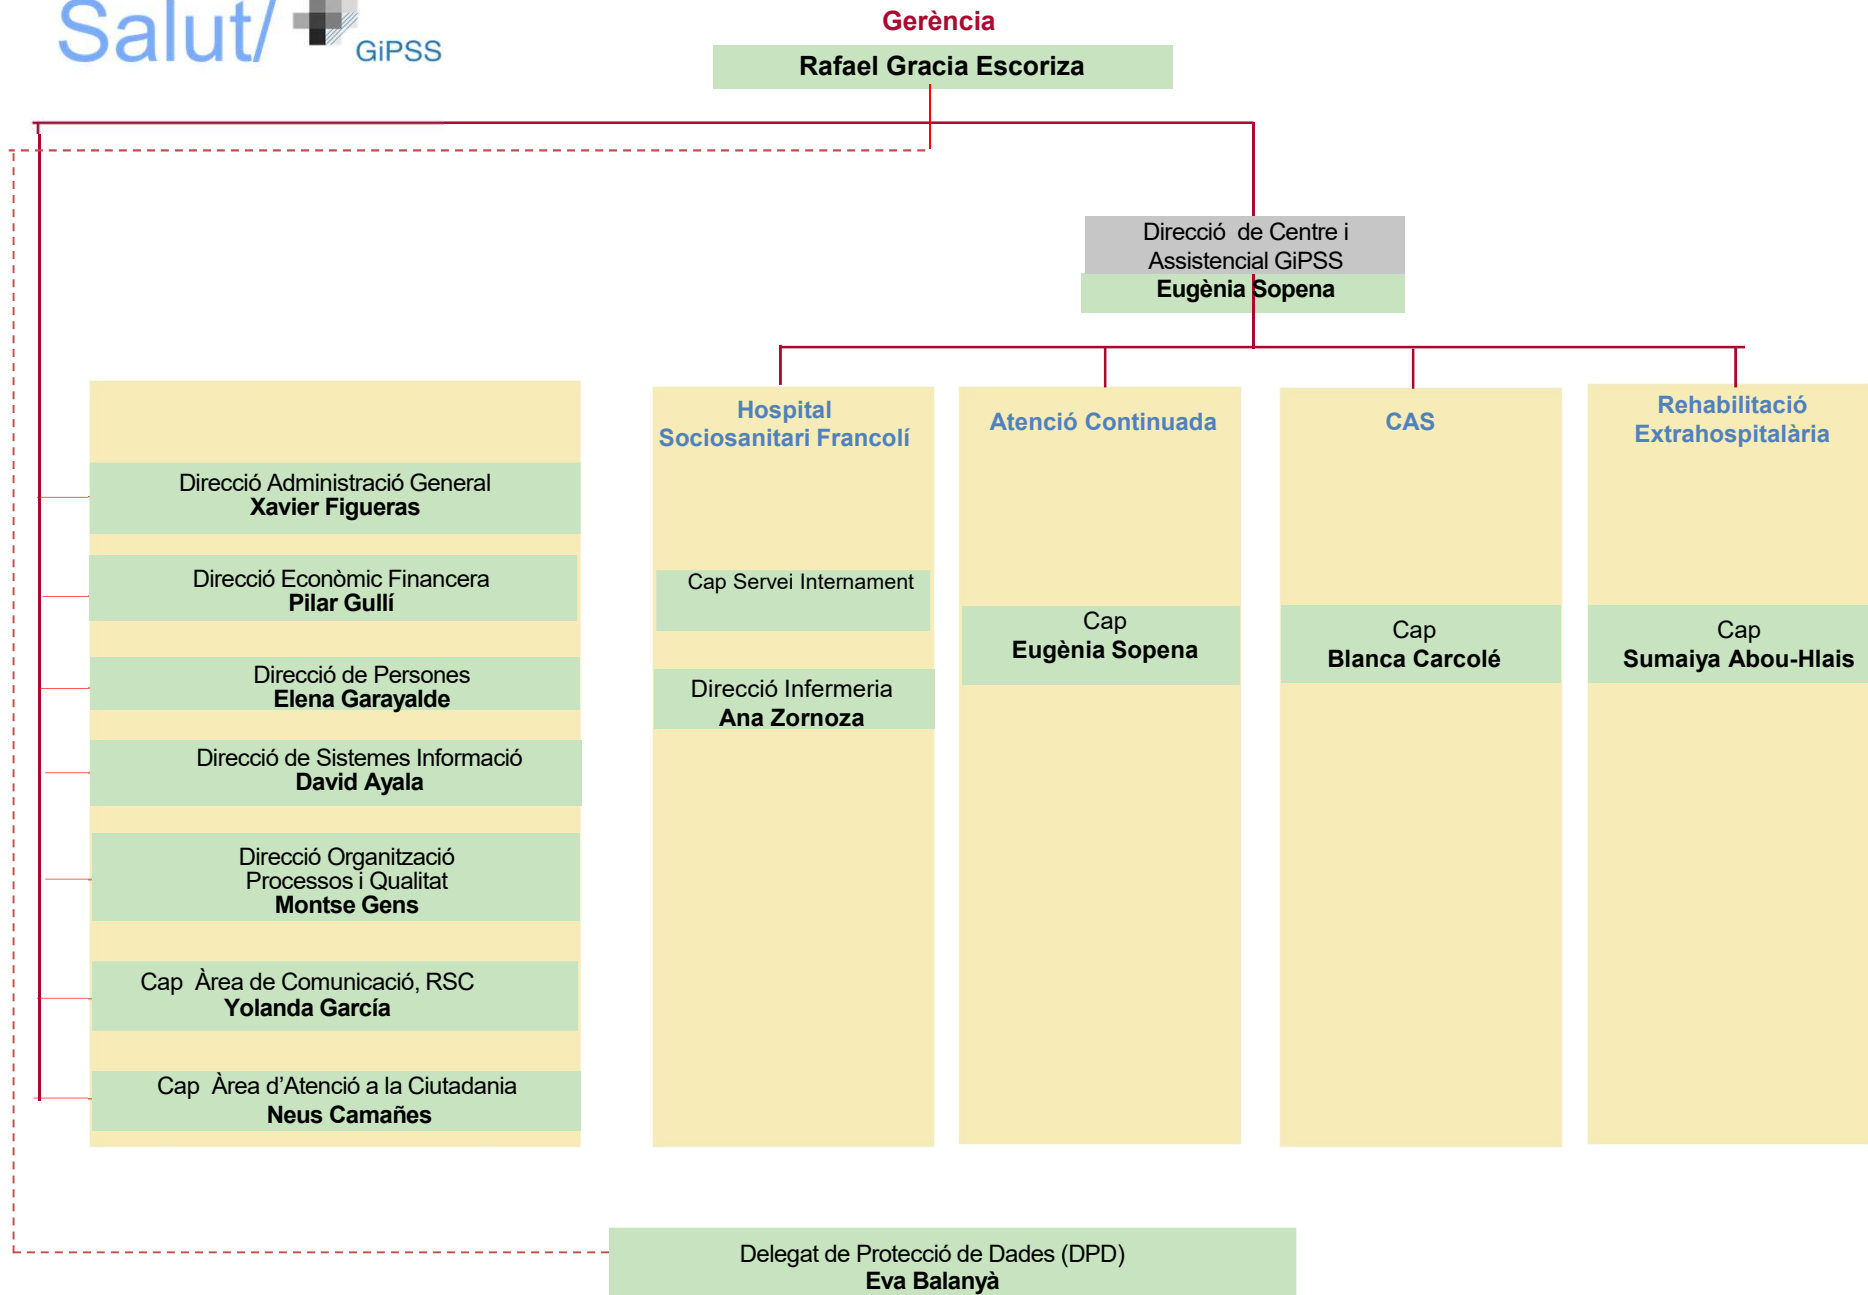 Salut/ GiPSS
Gerència
Rafael Gracia Escoriza
Direcció de Centre i
Assistencial GiPSS
Eugènia Sopena
Direcció Administració General
Xavier Figueras
Direcció Econòmic Financera
Pilar Gullí
Direcció de Persones
Elena Garayalde
Direcció de Sistemes Informació
David Ayala
Direcció Organització
Processos i Qualitat
Montse Gens
Cap Àrea de Comunicació, RSC
Yolanda García
Cap Àrea d’Atenció a la Ciutadania
Neus Camañes
Hospital
Sociosanitari Francolí
Cap Servei Internament
Direcció Infermeria
Ana Zornoza
Atenció Continuada
Cap
Eugènia Sopena
CAS
Cap
Blanca Carcolé
Rehabilitació
Extrahospitalària
Cap
Sumaiya Abou-Hlais
Delegat de Protecció de Dades (DPD)
Eva Balanyà